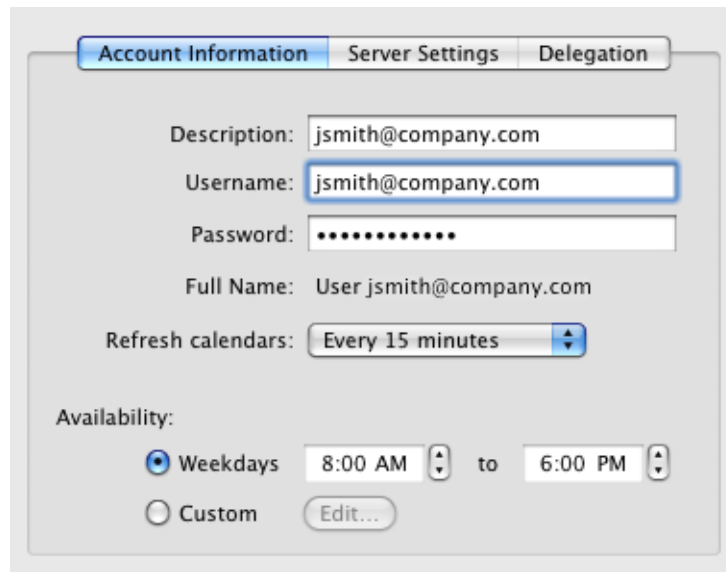 Account Information Server Settings Delegation
Description: jsmith@company.com
Username: jsmith@company.com
Password: ••••••••••••
Full Name: User jsmith@company.com
Refresh calendars: Every 15 minutes
Availability:
Weekdays 8:00 AM to 6:00 PM
Custom Edit...